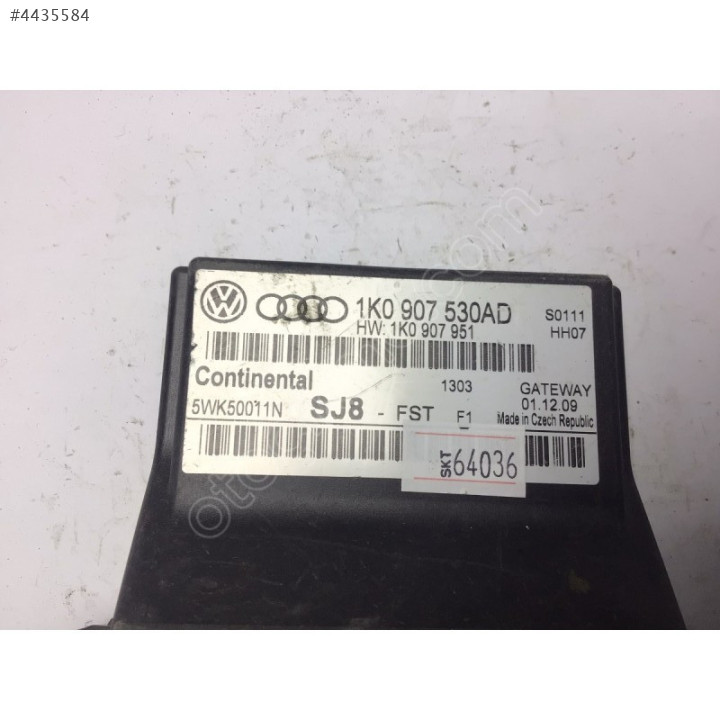 #4435584
1K0 907 530AD
S0111
HW: 1K0 907 951
HH07
Continental
1303
GATEWAY
5WK50011N
SJ8 - FST F1
01.12.09
Made in Czech Republic
SKT 64036